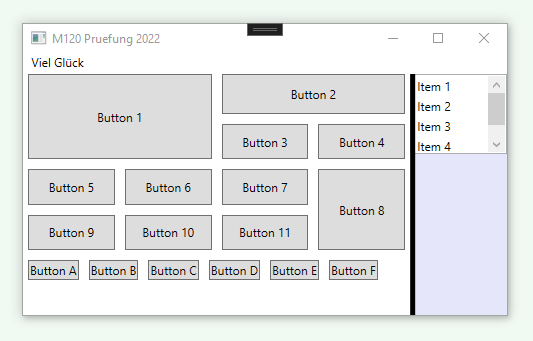 M120 Pruefung 2022
Viel Glück
Button 1
Button 2
Button 3
Button 4
Button 5
Button 6
Button 7
Button 8
Button 9
Button 10
Button 11
Button A
Button B
Button C
Button D
Button E
Button F
Item 1
Item 2
Item 3
Item 4